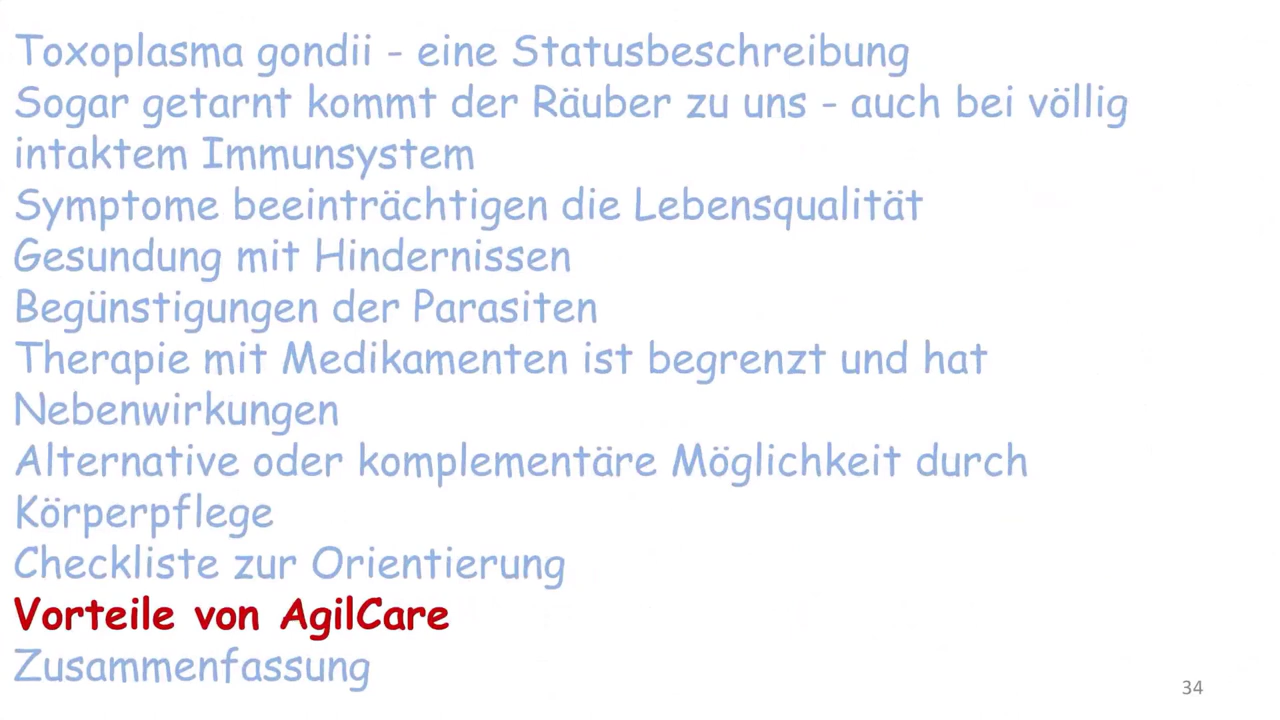 Toxoplasma gondii - eine Statusbeschreibung
Sogar getarnt kommt der Räuber zu uns - auch bei völlig
intaktem Immunsystem
Symptome beeinträchtigen die Lebensqualität
Gesundung mit Hindernissen
Begünstigungen der Parasiten
Therapie mit Medikamenten ist begrenzt und hat
Nebenwirkungen
Alternative oder komplementäre Möglichkeit durch
Körperpflege
Checkliste zur Orientierung
Vorteile von AgilCare
Zusammenfassung
34